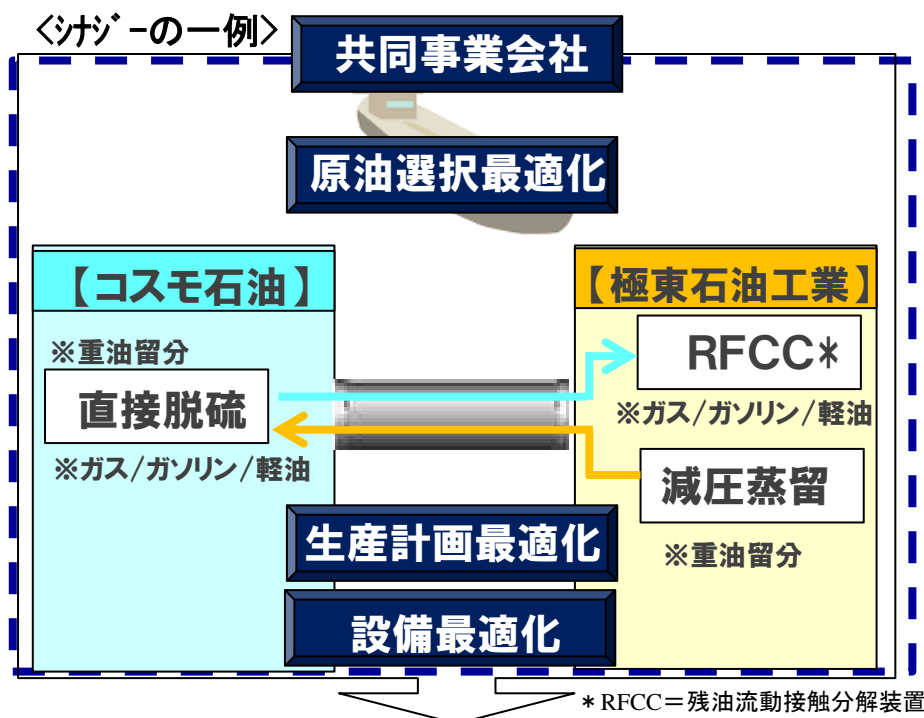 <ｼﾅｼﾞｰの一例>
共同事業会社
原油選択最適化
【コスモ石油】
※重油留分
直接脱硫
※ガス/ガソリン/軽油
【極東石油工業】
RFCC*
※ガス/ガソリン/軽油
減圧蒸留
※重油留分
生産計画最適化
設備最適化
* RFCC＝残油流動接触分解装置